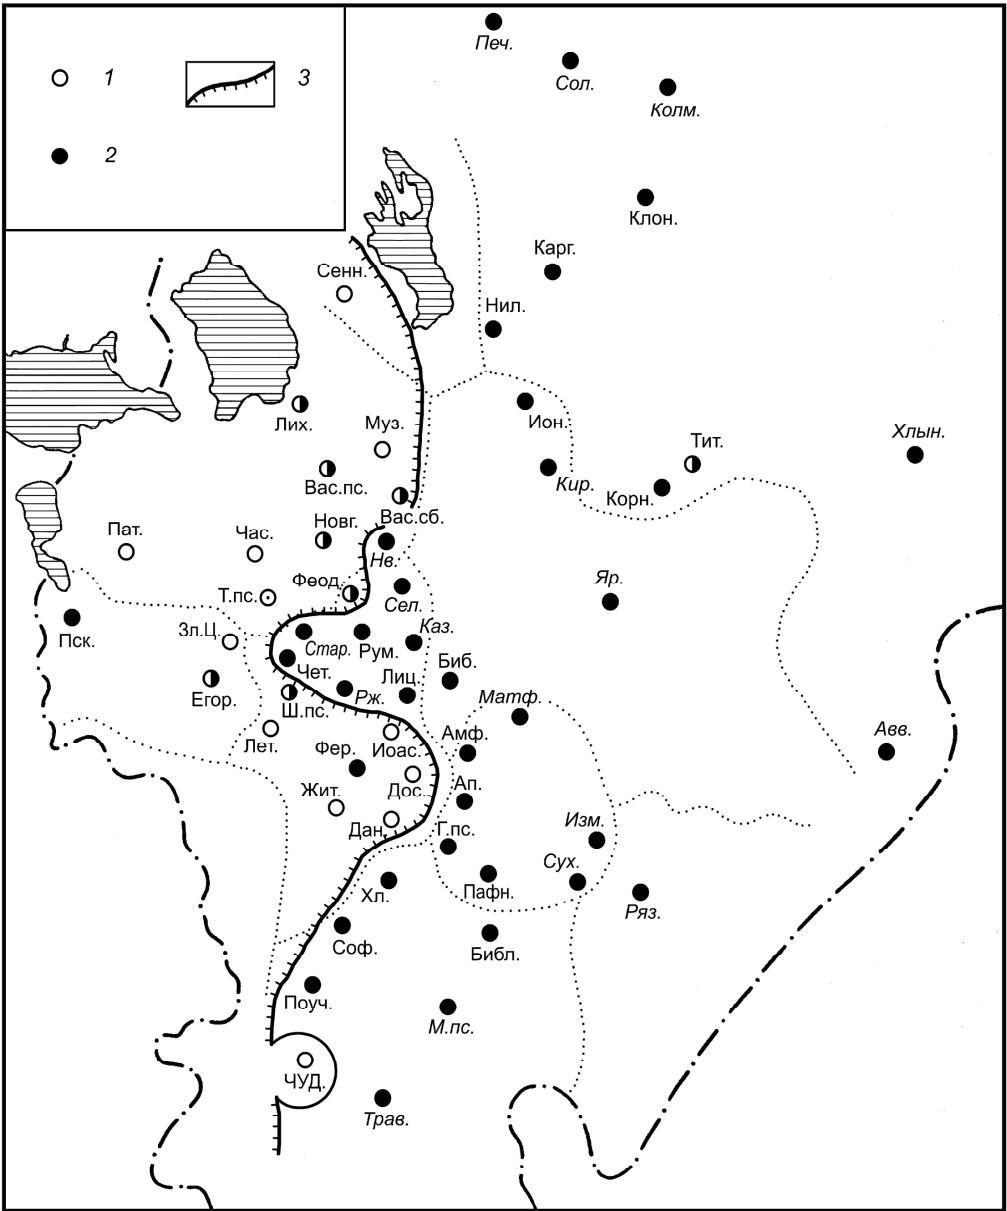 Печ.
Сол.
1
3
Колм.
2
Клон.
Карг.
Сенн.
Нил.
Лих.
Муз.
Ион.
Тит.
Хлын.
Вас.пс.
Кир.
Корн.
Вас.сб.
Новг.
Пат.
Час.
Нв.
Феод.
Яр.
Т.пс.
Сел.
Пск.
Зл.Ц.
Стар.
Рум.
Каз.
Чет.
Биб.
Егор.
Ш.пс.
Рж.
Лиц.
Матф.
Лет.
Иоас.
Амф.
Авв.
Фер.
Дос.
Ап.
Жит.
Дан.
Г.пс.
Изм.
Сух.
Хл.
Пафн.
Ряз.
Соф.
Библ.
Поуч.
М.пс.
ЧУД.
Трав.